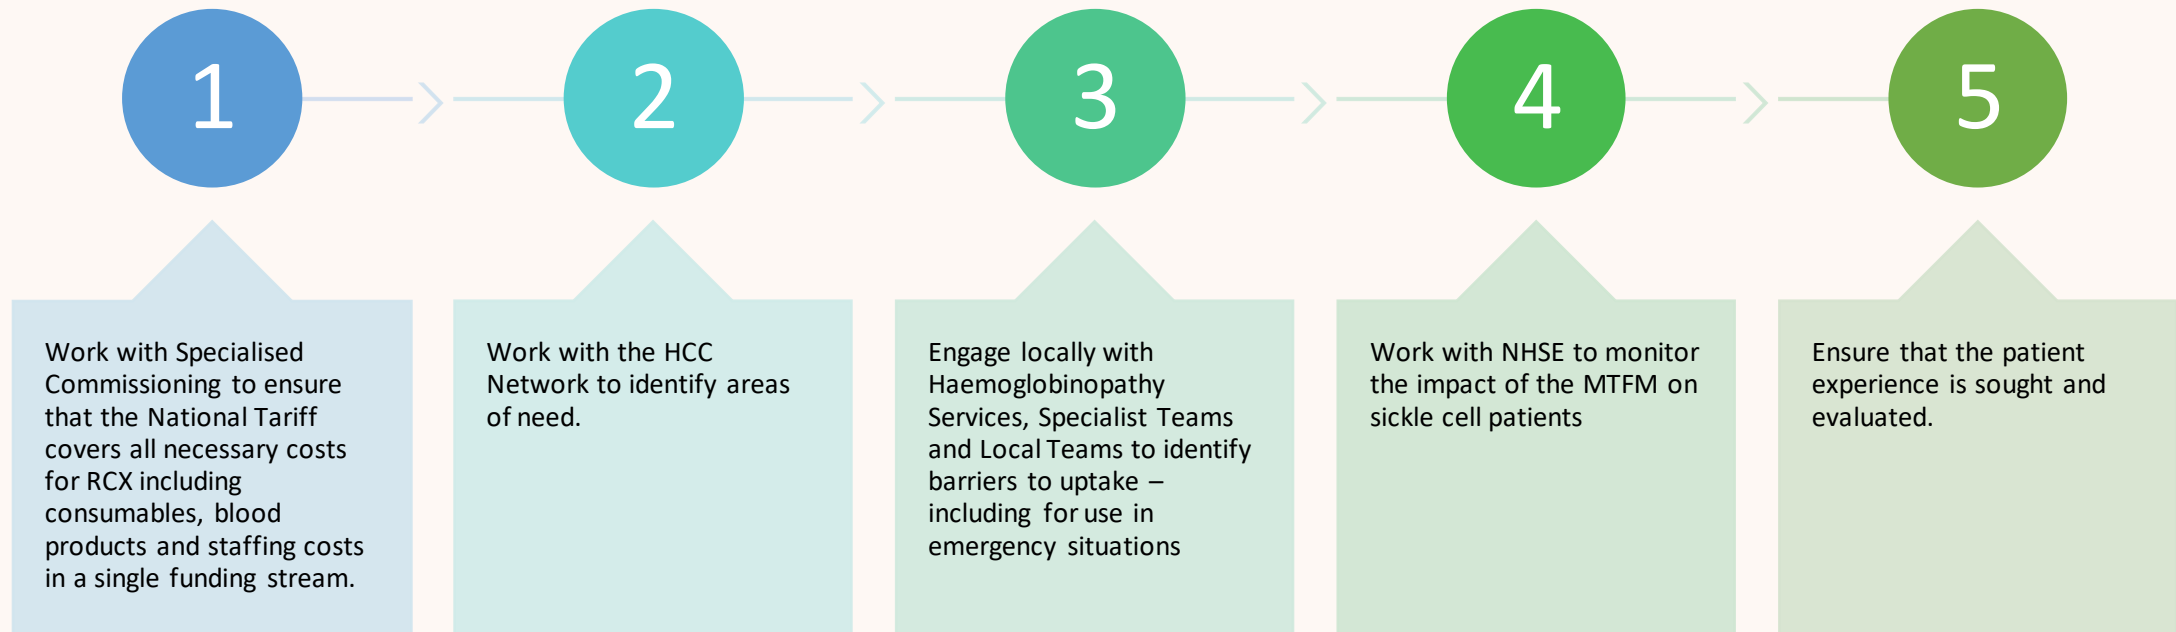 1
Work with Specialised
Commissioning to ensure
that the National Tariff
covers all necessary costs
for RCX including
consumables, blood
products and staffing costs
in a single funding stream.
2
Work with the HCC
Network to identify areas
of need.
3
Engage locally with
Haemoglobinopathy
Services, Specialist Teams
and Local Teams to identify
barriers to uptake –
including for use in
emergency situations
4
Work with NHSE to monitor
the impact of the MTFM on
sickle cell patients
5
Ensure that the patient
experience is sought and
evaluated.